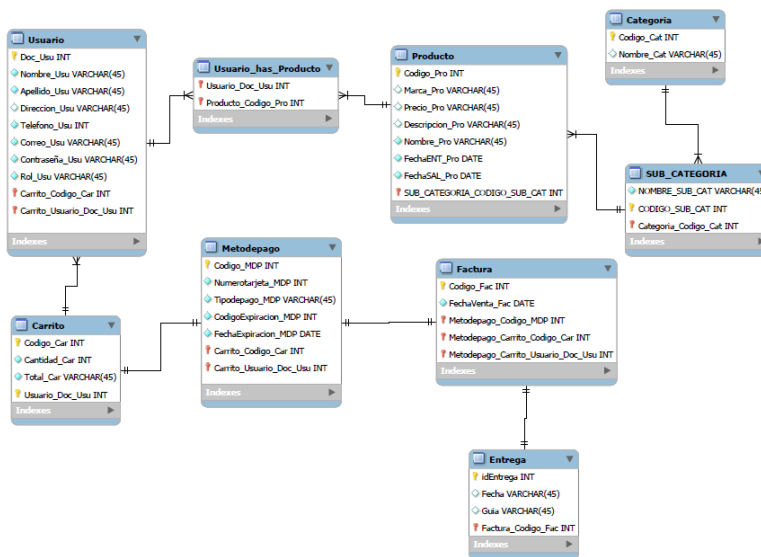 Usuario
Doc_Usu INT
Nombre_Usu VARCHAR(45)
Apellido_Usu VARCHAR(45)
Direccion_Usu VARCHAR(45)
Telefono_Usu INT
Correo_Usu VARCHAR(45)
Contraseña_Usu VARCHAR(45)
Rol_Usu VARCHAR(45)
Carrito_Codigo_Car INT
Carrito_Usuario_Doc_Usu INT
Indexes
Usuario_has_Producto
Usuario_Doc_Usu INT
Producto_Codigo_Pro INT
Indexes
Producto
Codigo_Pro INT
Marca_Pro VARCHAR(45)
Precio_Pro VARCHAR(45)
Descripcion_Pro VARCHAR(45)
Nombre_Pro VARCHAR(45)
FechaENT_Pro DATE
FechaSAL_Pro DATE
SUB_CATEGORIA_CODIGO_SUB_CAT INT
Indexes
Categoria
Codigo_Cat INT
Nombre_Cat VARCHAR(45)
Indexes
SUB_CATEGORIA
NOMBRE_SUB_CAT VARCHAR(45
CODIGO_SUB_CAT INT
Categoria_Codigo_Cat INT
Indexes
Carrito
Codigo_Car INT
Cantidad_Car INT
Total_Car VARCHAR(45)
Usuario_Doc_Usu INT
Indexes
Metodepago
Codigo_MDP INT
Numerotarjeta_MDP INT
Tipodepago_MDP VARCHAR(45)
CodigoExpiracion_MDP INT
FechaExpiracion_MDP DATE
Carrito_Codigo_Car INT
Carrito_Usuario_Doc_Usu INT
Indexes
Factura
Codigo_Fac INT
FechaVenta_Fac DATE
Metodepago_Codigo_MDP INT
Metodepago_Carrito_Codigo_Car INT
Metodepago_Carrito_Usuario_Doc_Usu INT
Indexes
Entrega
idEntrega INT
Fecha VARCHAR(45)
Guia VARCHAR(45)
Factura_Codigo_Fac INT
Indexes